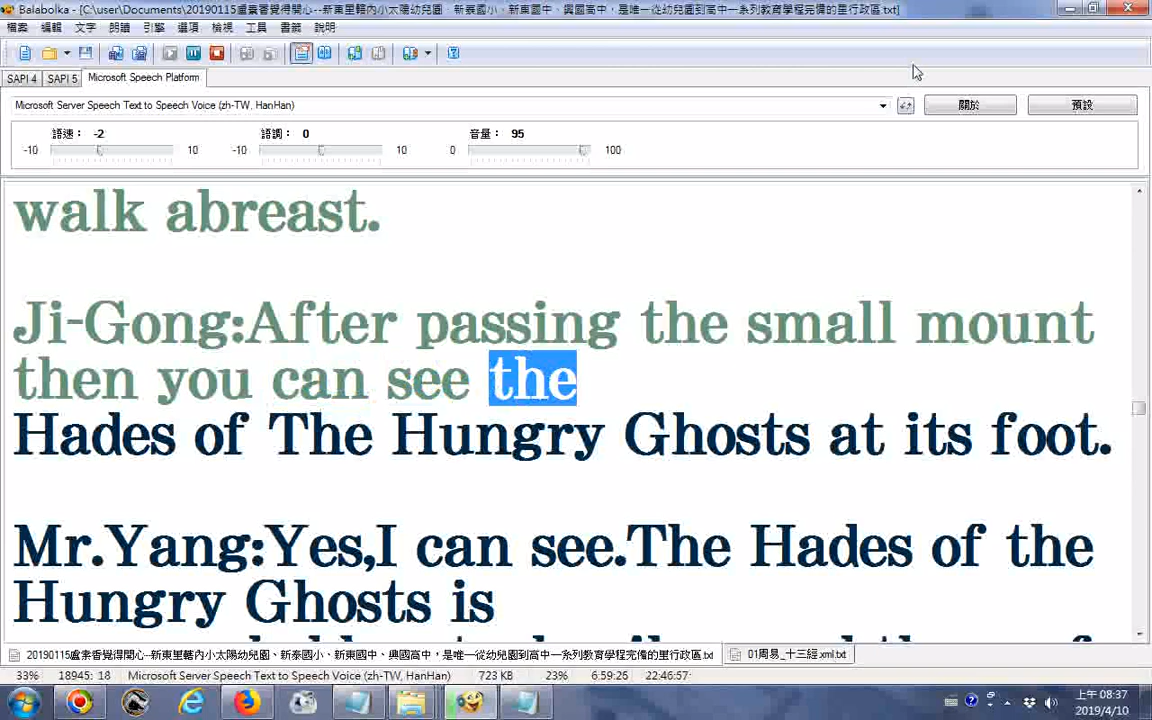 Balabolka - [C:\user\Documents\20190115盧素香覺得開心--新東里轄內小太陽幼兒園、新泰國小、新東國中、興國高中，是唯一從幼兒園到高中一系列教育學程完備的里行政區.txt]
檔案 編輯 文字 朗讀 引擎 選項 檢視 工具 書籤 說明
SAPI 4 SAPI 5 Microsoft Speech Platform
Microsoft Server Speech Text to Speech Voice (zh-TW, HanHan) 關於 預設
語速： -2 語調： 0 音量： 95
-10 10 -10 10 0 100
walk abreast.
Ji-Gong:After passing the small mount
then you can see the
Hades of The Hungry Ghosts at its foot.
Mr.Yang:Yes,I can see.The Hades of the
Hungry Ghosts is
20190115盧素香覺得開心--新東里轄內小太陽幼兒園、新泰國小、新東國中、興國高中，是唯一從幼兒園到高中一系列教育學程完備的里行政區.txt 01周易_十三經.xml.txt
33% 18945: 18 Microsoft Server Speech Text to Speech Voice (zh-TW, HanHan) 723 KB 23% 6:59:25 22:46:57
上午 08:37
2019/4/10